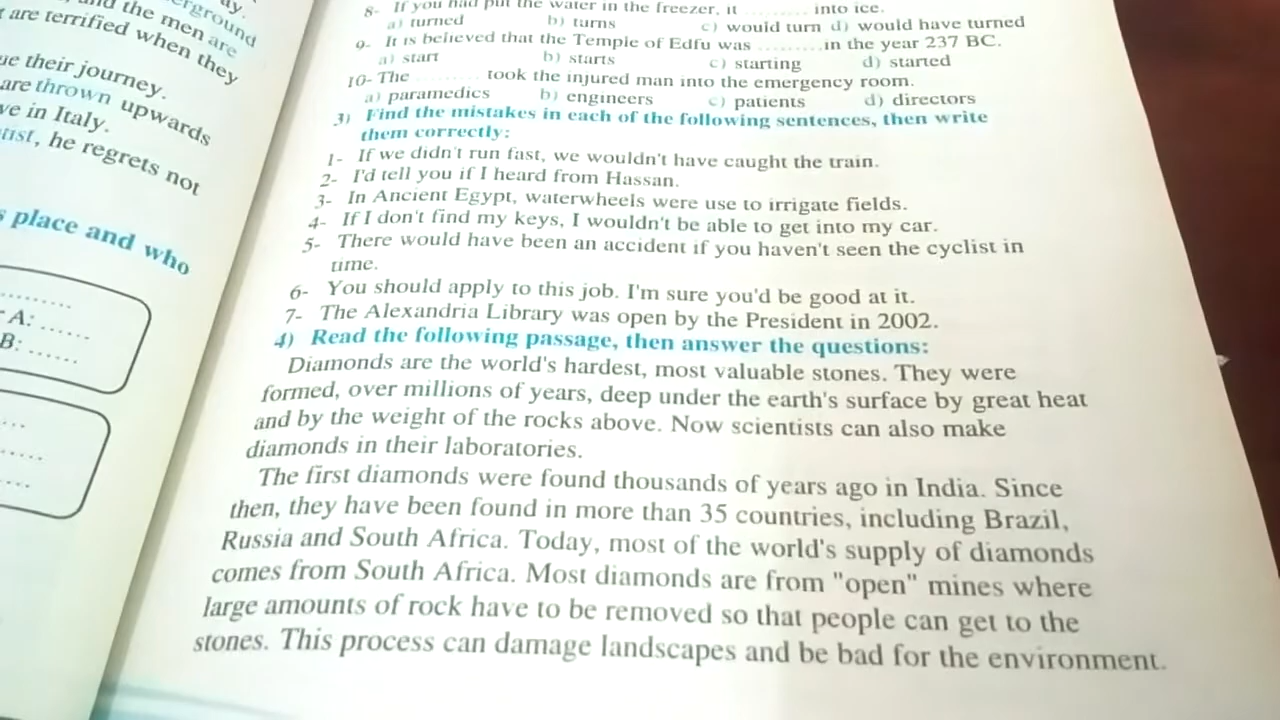 ay.
erground
and the men are
are terrified when they
ue their journey.
are thrown upwards
ve in Italy.
tist, he regrets not
s place and who
A: ......
B: ......
8- If you had put the water in the freezer, it ......... into ice.
a) turned b) turns c) would turn d) would have turned
9- It is believed that the Temple of Edfu was ......... in the year 237 BC.
a) start b) starts c) starting d) started
10- The ......... took the injured man into the emergency room.
a) paramedics b) engineers c) patients d) directors
3) Find the mistakes in each of the following sentences, then write
them correctly:
1- If we didn't run fast, we wouldn't have caught the train.
2- I'd tell you if I heard from Hassan.
3- In Ancient Egypt, waterwheels were use to irrigate fields.
4- If I don't find my keys, I wouldn't be able to get into my car.
5- There would have been an accident if you haven't seen the cyclist in
time.
6- You should apply to this job. I'm sure you'd be good at it.
7- The Alexandria Library was open by the President in 2002.
4) Read the following passage, then answer the questions:
Diamonds are the world's hardest, most valuable stones. They were
formed, over millions of years, deep under the earth's surface by great heat
and by the weight of the rocks above. Now scientists can also make
diamonds in their laboratories.
The first diamonds were found thousands of years ago in India. Since
then, they have been found in more than 35 countries, including Brazil,
Russia and South Africa. Today, most of the world's supply of diamonds
comes from South Africa. Most diamonds are from "open" mines where
large amounts of rock have to be removed so that people can get to the
stones. This process can damage landscapes and be bad for the environment.